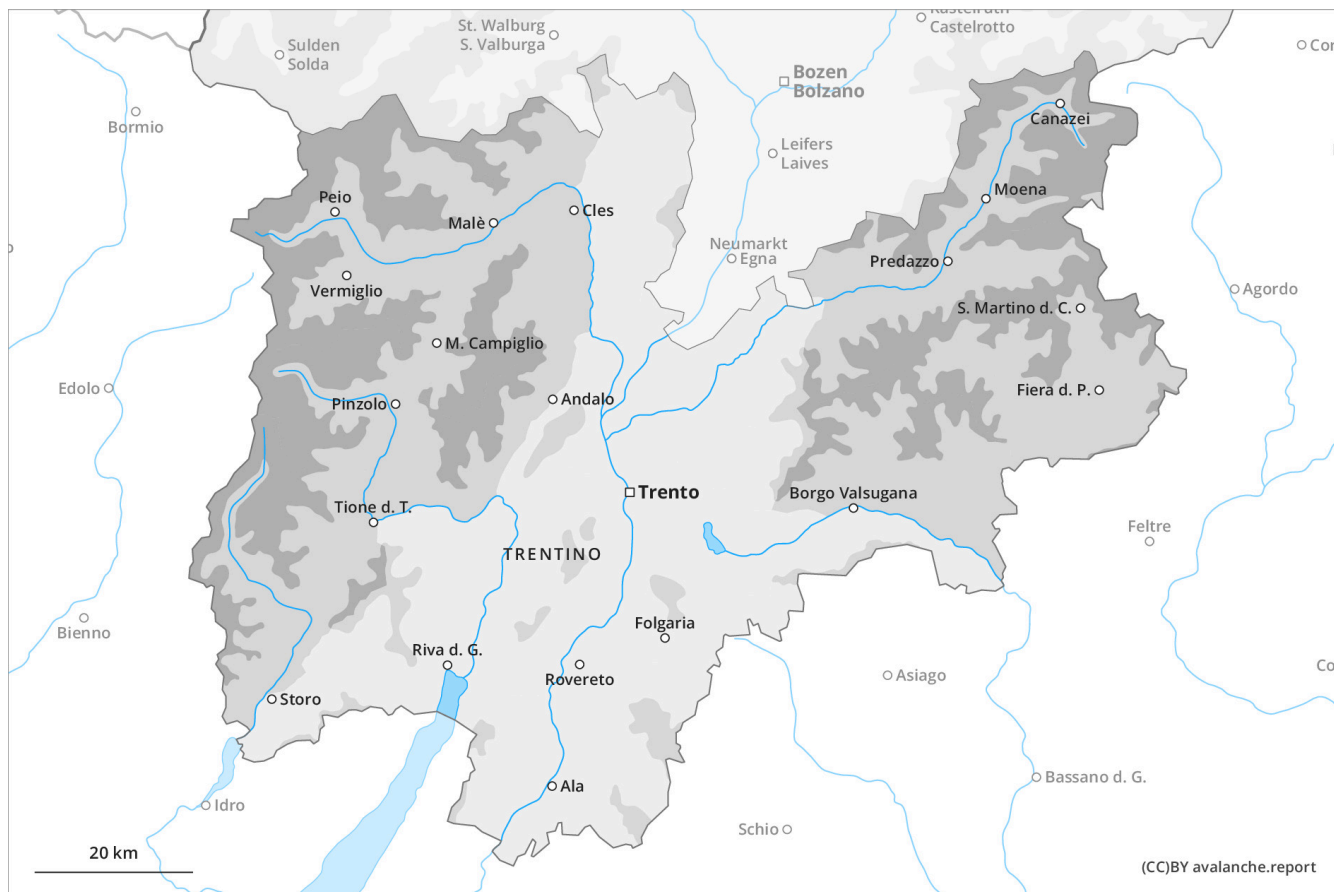 Kastelruth
Castelrotto
St. Walburg
S. Valburga
Sulden
Solda
Bozen
Bolzano
Bormio
Canazei
Leifers
Laives
Moena
Peio
Malè
Cles
Neumarkt
Egna
Predazzo
Vermiglio
Agordo
S. Martino d. C.
M. Campiglio
Edolo
Fiera d. P.
Pinzolo
Andalo
Trento
Borgo Valsugana
Tione d. T.
Feltre
TRENTINO
Bienno
Folgaria
Riva d. G.
Rovereto
Asiago
Storo
Bassano d. G.
Ala
Idro
Schio
20 km
(CC)BY avalanche.report